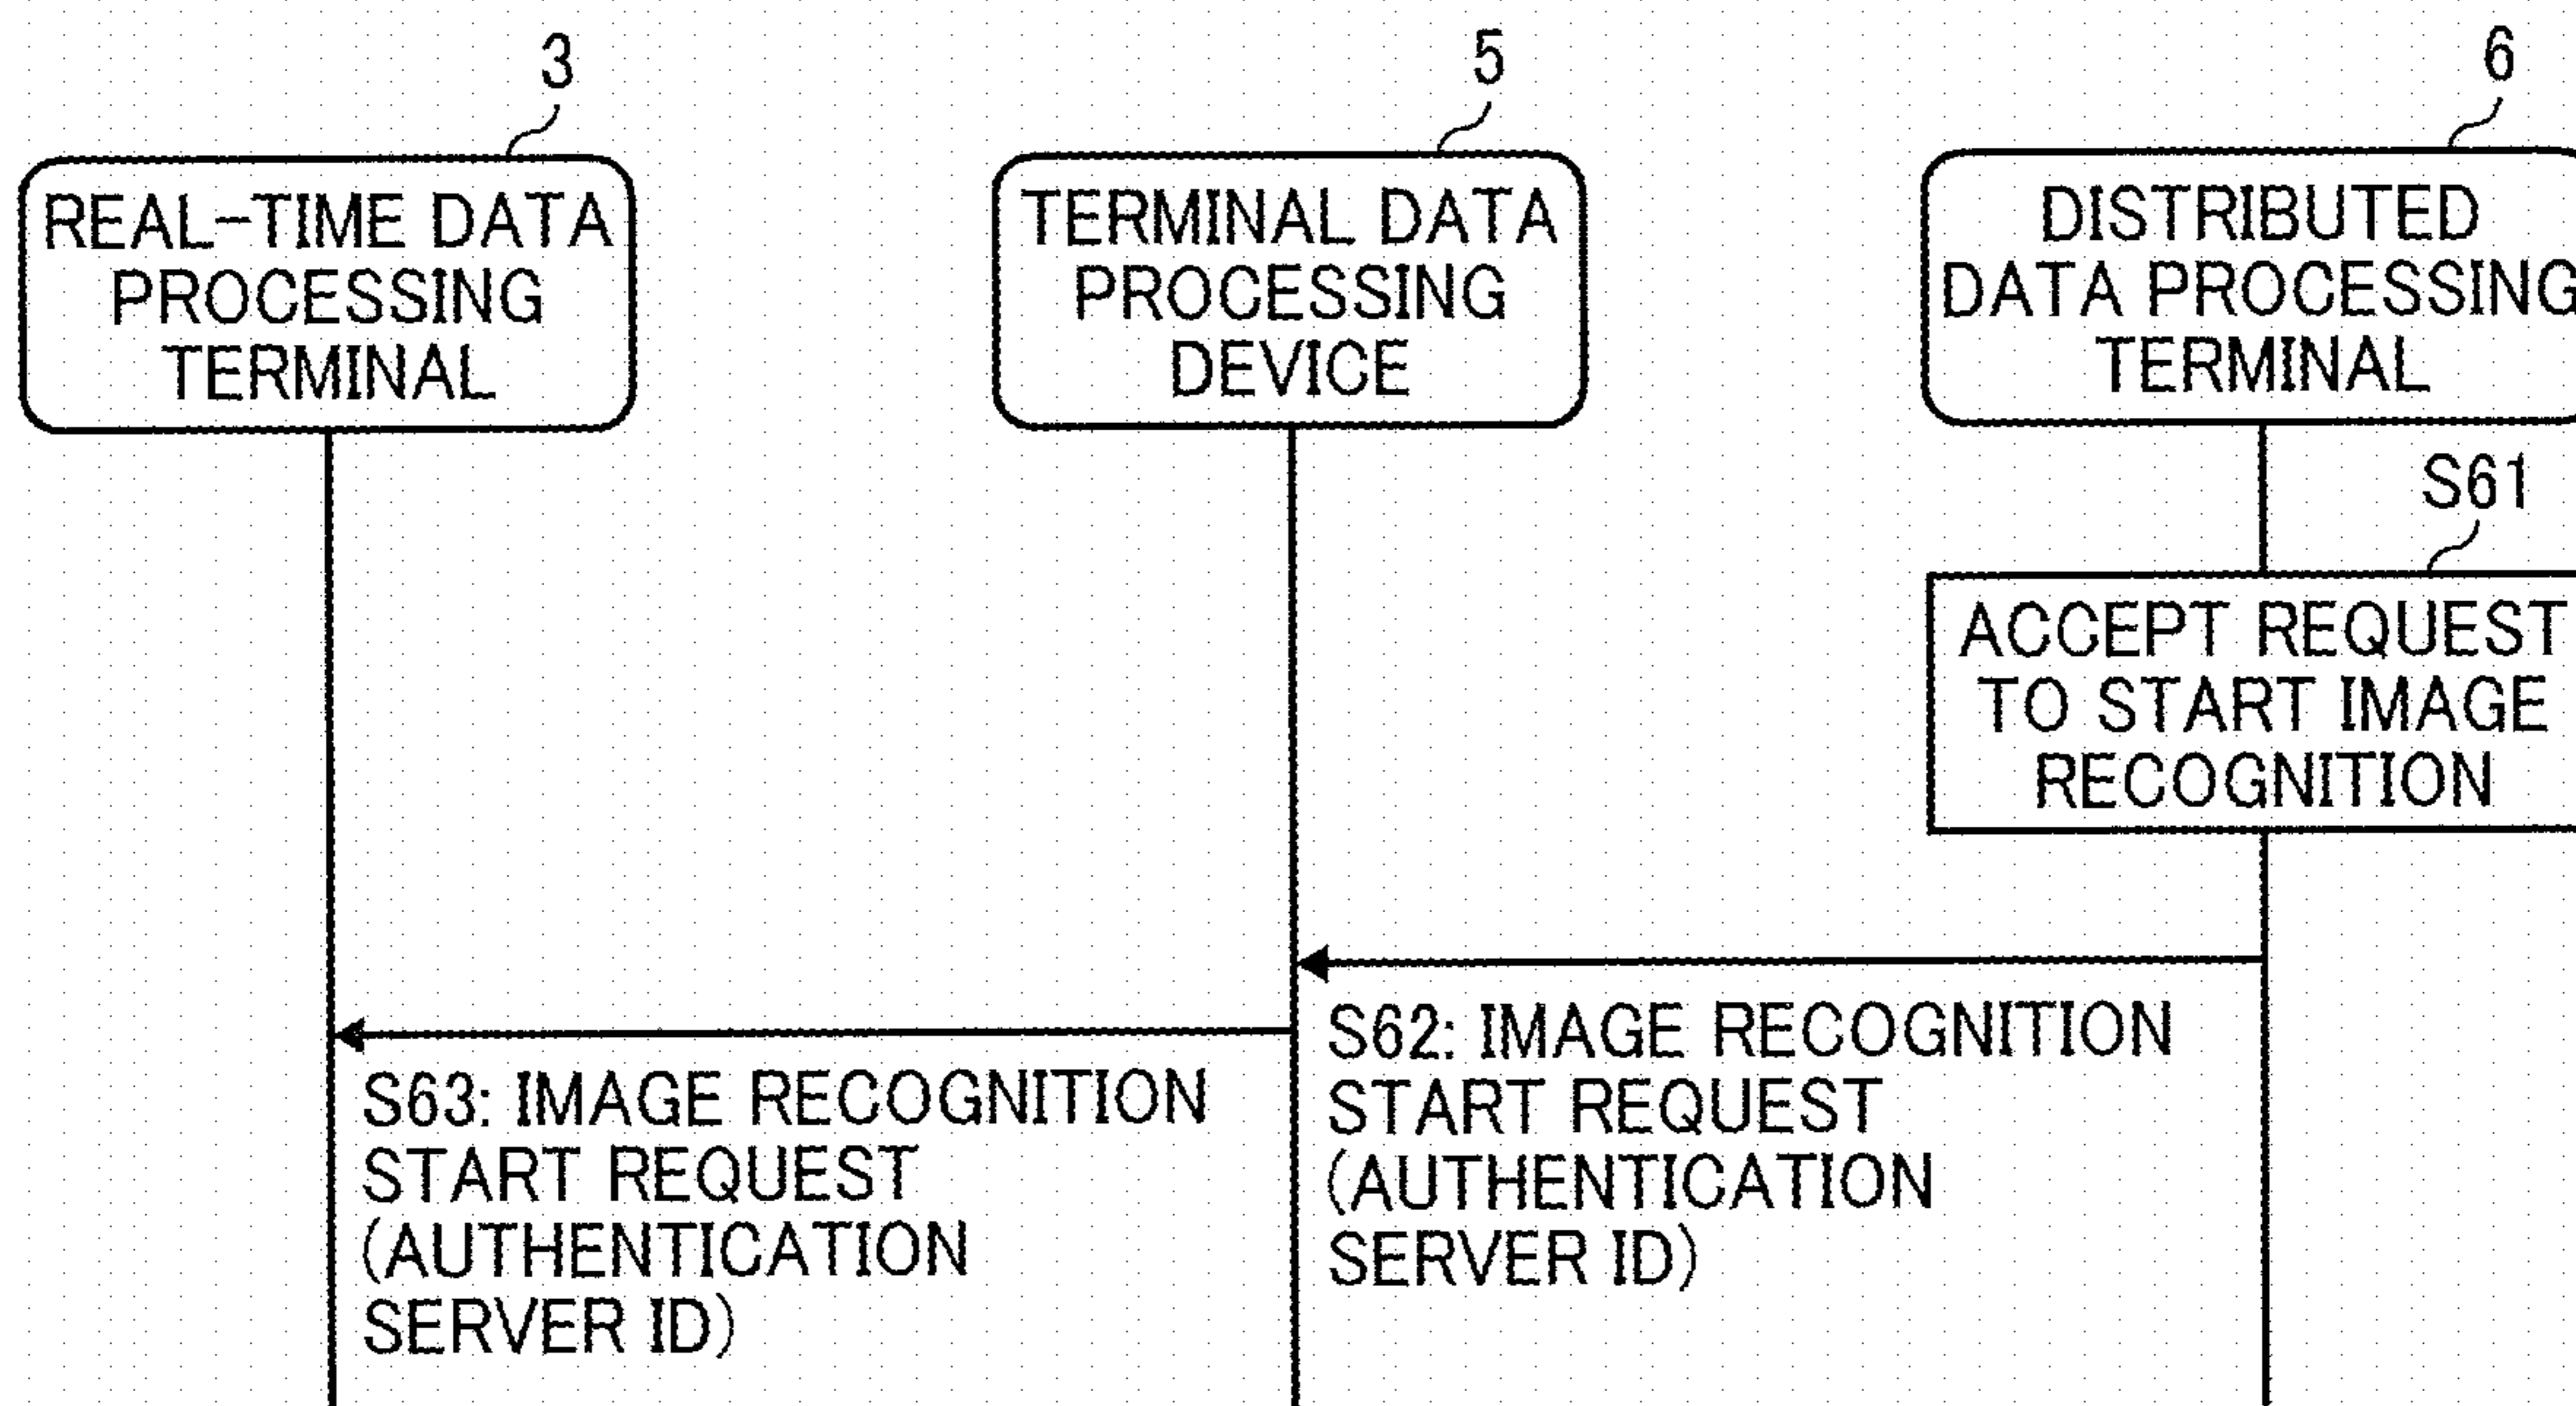 3
5
6
REAL-TIME DATA
PROCESSING
TERMINAL
TERMINAL DATA
PROCESSING
DEVICE
DISTRIBUTED
DATA PROCESSING
TERMINAL
S61
ACCEPT REQUEST
TO START IMAGE
RECOGNITION
S62: IMAGE RECOGNITION
START REQUEST
(AUTHENTICATION
SERVER ID)
S63: IMAGE RECOGNITION
START REQUEST
(AUTHENTICATION
SERVER ID)